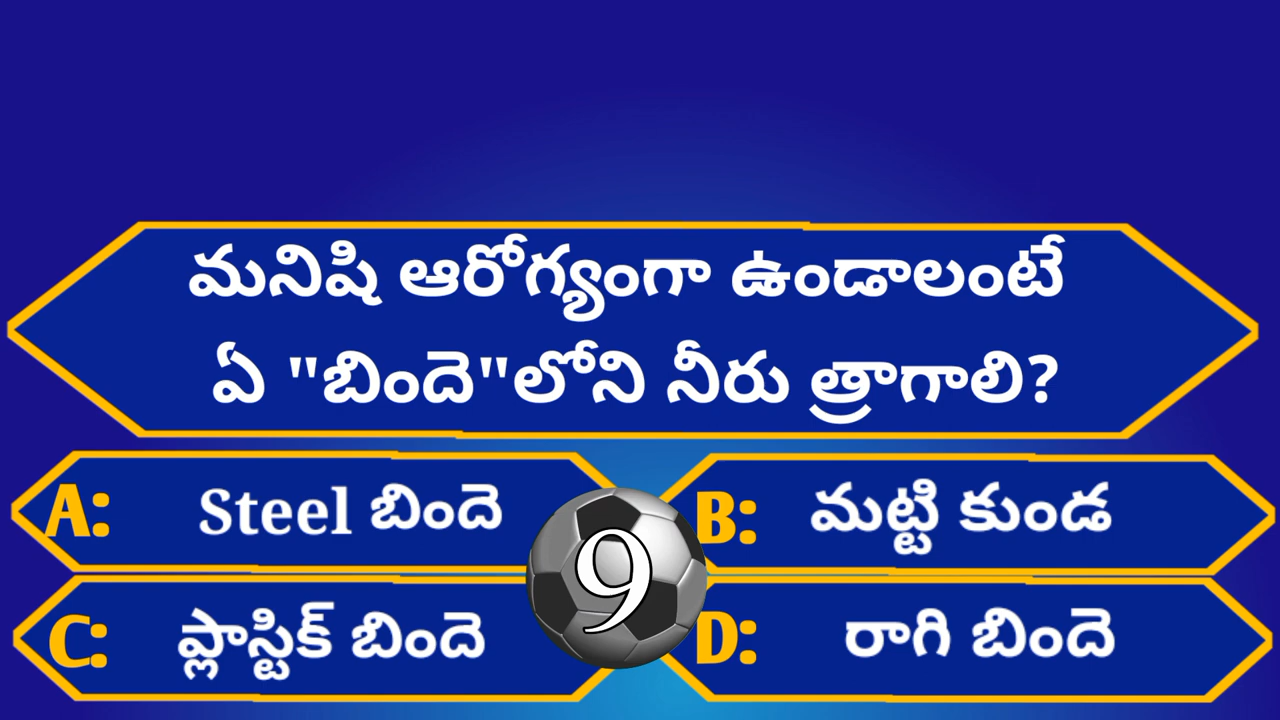 మనిషి ఆరోగ్యంగా ఉండాలంటే
ఏ "బిందె"లోని నీరు త్రాగాలి?
A: Steel బిందె
B: మట్టి కుండ
9
C: ప్లాస్టిక్ బిందె
D: రాగి బిందె